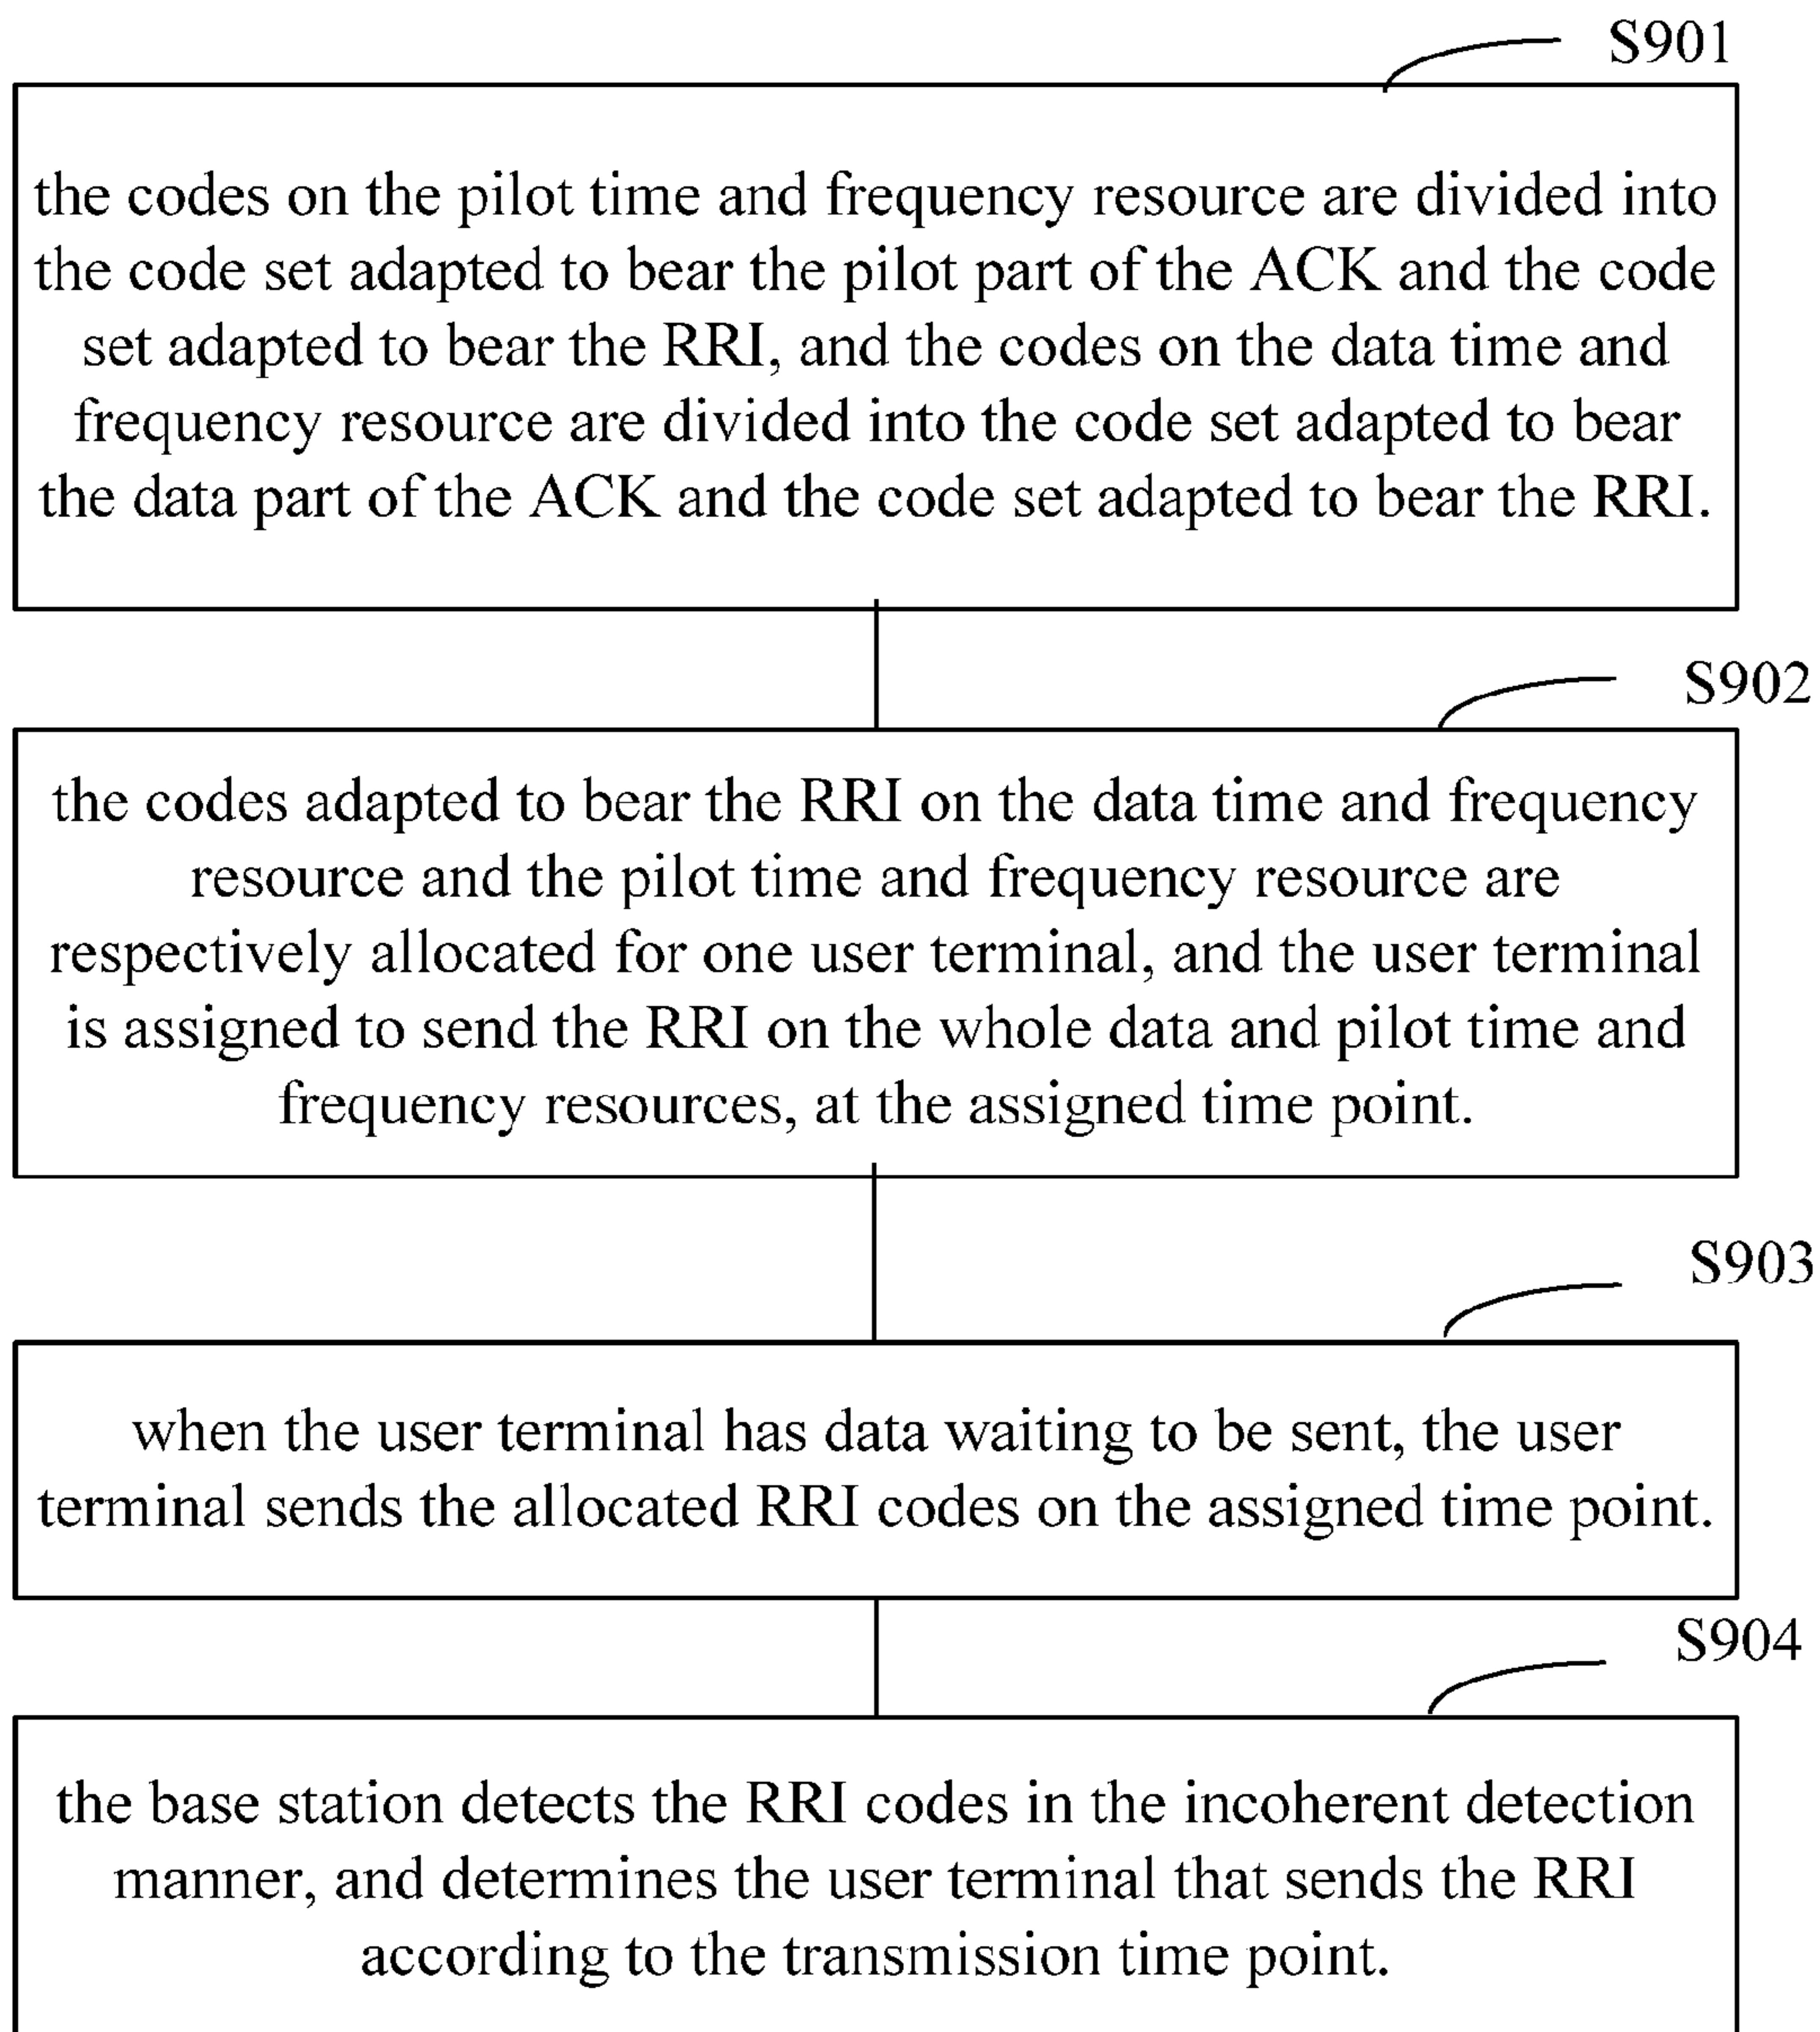 S901
the codes on the pilot time and frequency resource are divided into
the code set adapted to bear the pilot part of the ACK and the code
set adapted to bear the RRI, and the codes on the data time and
frequency resource are divided into the code set adapted to bear
the data part of the ACK and the code set adapted to bear the RRI.
S902
the codes adapted to bear the RRI on the data time and frequency
resource and the pilot time and frequency resource are
respectively allocated for one user terminal, and the user terminal
is assigned to send the RRI on the whole data and pilot time and
frequency resources, at the assigned time point.
S903
when the user terminal has data waiting to be sent, the user
terminal sends the allocated RRI codes on the assigned time point.
S904
the base station detects the RRI codes in the incoherent detection
manner, and determines the user terminal that sends the RRI
according to the transmission time point.